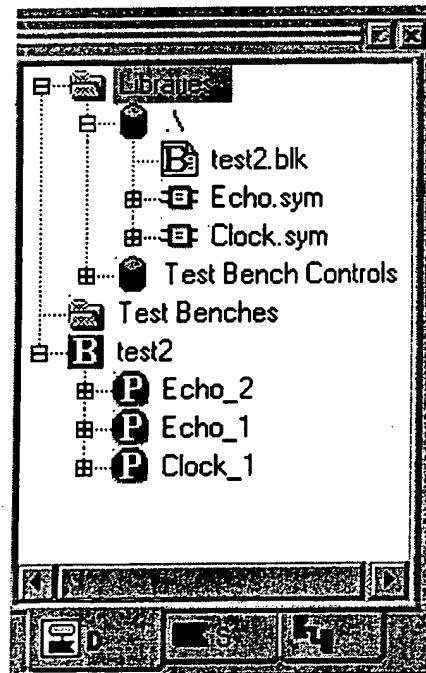 Libraries
.\
B test2.blk
Echo.sym
Clock.sym
Test Bench Controls
Test Benches
B test2
P Echo_2
P Echo_1
P Clock_1
D S